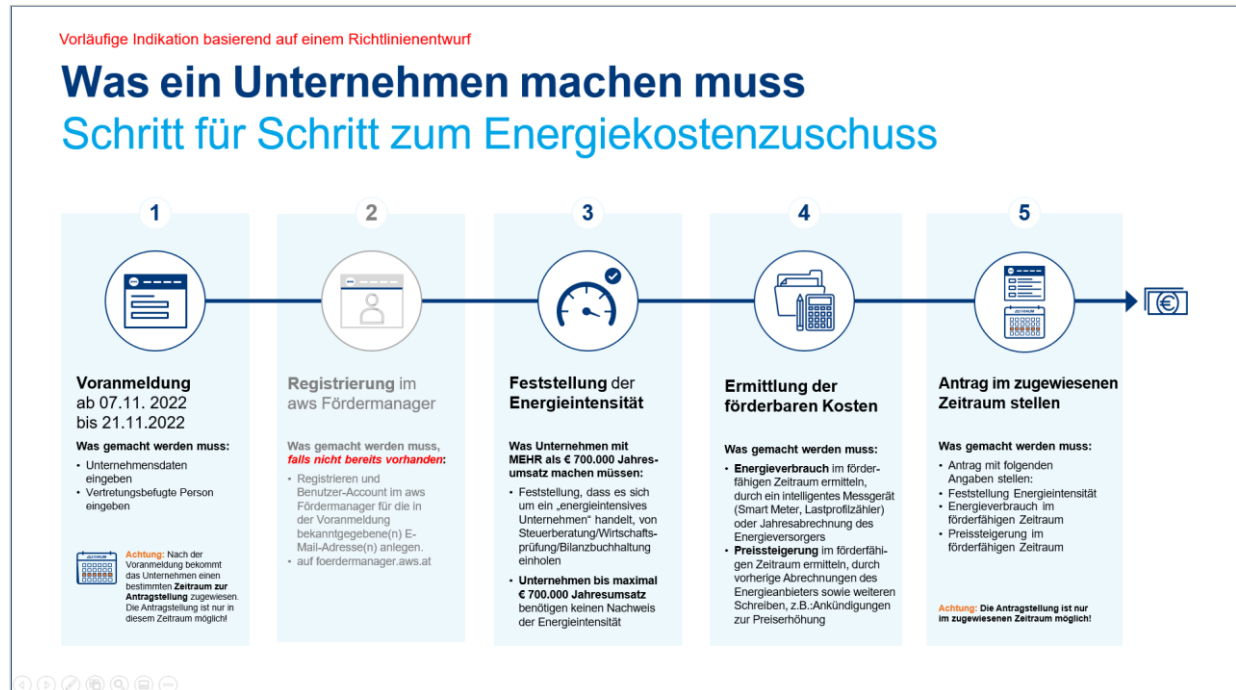 Vorläufige Indikation basierend auf einem Richtlinienentwurf
Was ein Unternehmen machen muss
Schritt für Schritt zum Energiekostenzuschuss
1
Voranmeldung
ab 07.11. 2022
bis 21.11.2022
Was gemacht werden muss:
• Unternehmensdaten
eingeben
• Vertretungsbefugte Person
eingeben
Achtung: Nach der
Voranmeldung bekommt
das Unternehmen einen
bestimmten Zeitraum zur
Antragstellung zugewiesen.
Die Antragstellung ist nur in
diesem Zeitraum möglich!
2
Registrierung im
aws Fördermanager
Was gemacht werden muss,
falls nicht bereits vorhanden:
• Registrieren und
Benutzer-Account im aws
Fördermanager für die in
der Voranmeldung
bekanntgegebene(n) E-
Mail-Adresse(n) anlegen.
• auf foerdermanager.aws.at
3
Feststellung der
Energieintensität
Was Unternehmen mit
MEHR als € 700.000 Jahres-
umsatz machen müssen:
• Feststellung, dass es sich
um ein „energieintensives
Unternehmen“ handelt, von
Steuerberatung/Wirtschafts-
prüfung/Bilanzbuchhaltung
einholen
• Unternehmen bis maximal
€ 700.000 Jahresumsatz
benötigen keinen Nachweis
der Energieintensität
4
Ermittlung der
förderbaren Kosten
Was gemacht werden muss:
• Energieverbrauch im förder-
fähigen Zeitraum ermitteln,
durch ein intelligentes Messgerät
(Smart Meter, Lastprofilzähler)
oder Jahresabrechnung des
Energieversorgers
• Preissteigerung im förderfähi-
gen Zeitraum ermitteln, durch
vorherige Abrechnungen des
Energieanbieters sowie weiteren
Schreiben, z.B.:Ankündigungen
zur Preiserhöhung
5
ZEITRAUM
Antrag im zugewiesenen
Zeitraum stellen
Was gemacht werden muss:
• Antrag mit folgenden
Angaben stellen:
• Feststellung Energieintensität
• Energieverbrauch im
förderfähigen Zeitraum
• Preissteigerung im
förderfähigen Zeitraum
Achtung: Die Antragstellung ist nur
im zugewiesenen Zeitraum möglich!